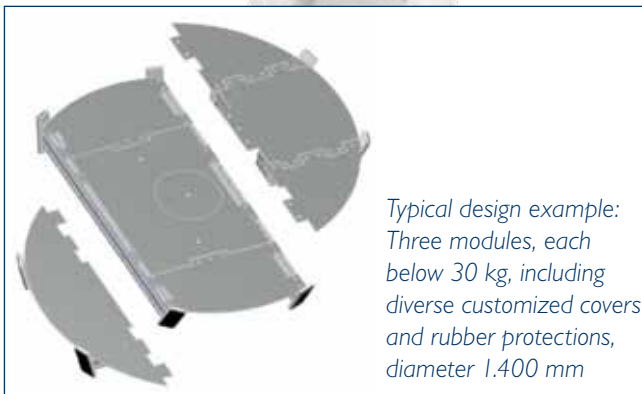 Typical design example:
Three modules, each
below 30 kg, including
diverse customized covers
and rubber protections,
diameter 1.400 mm